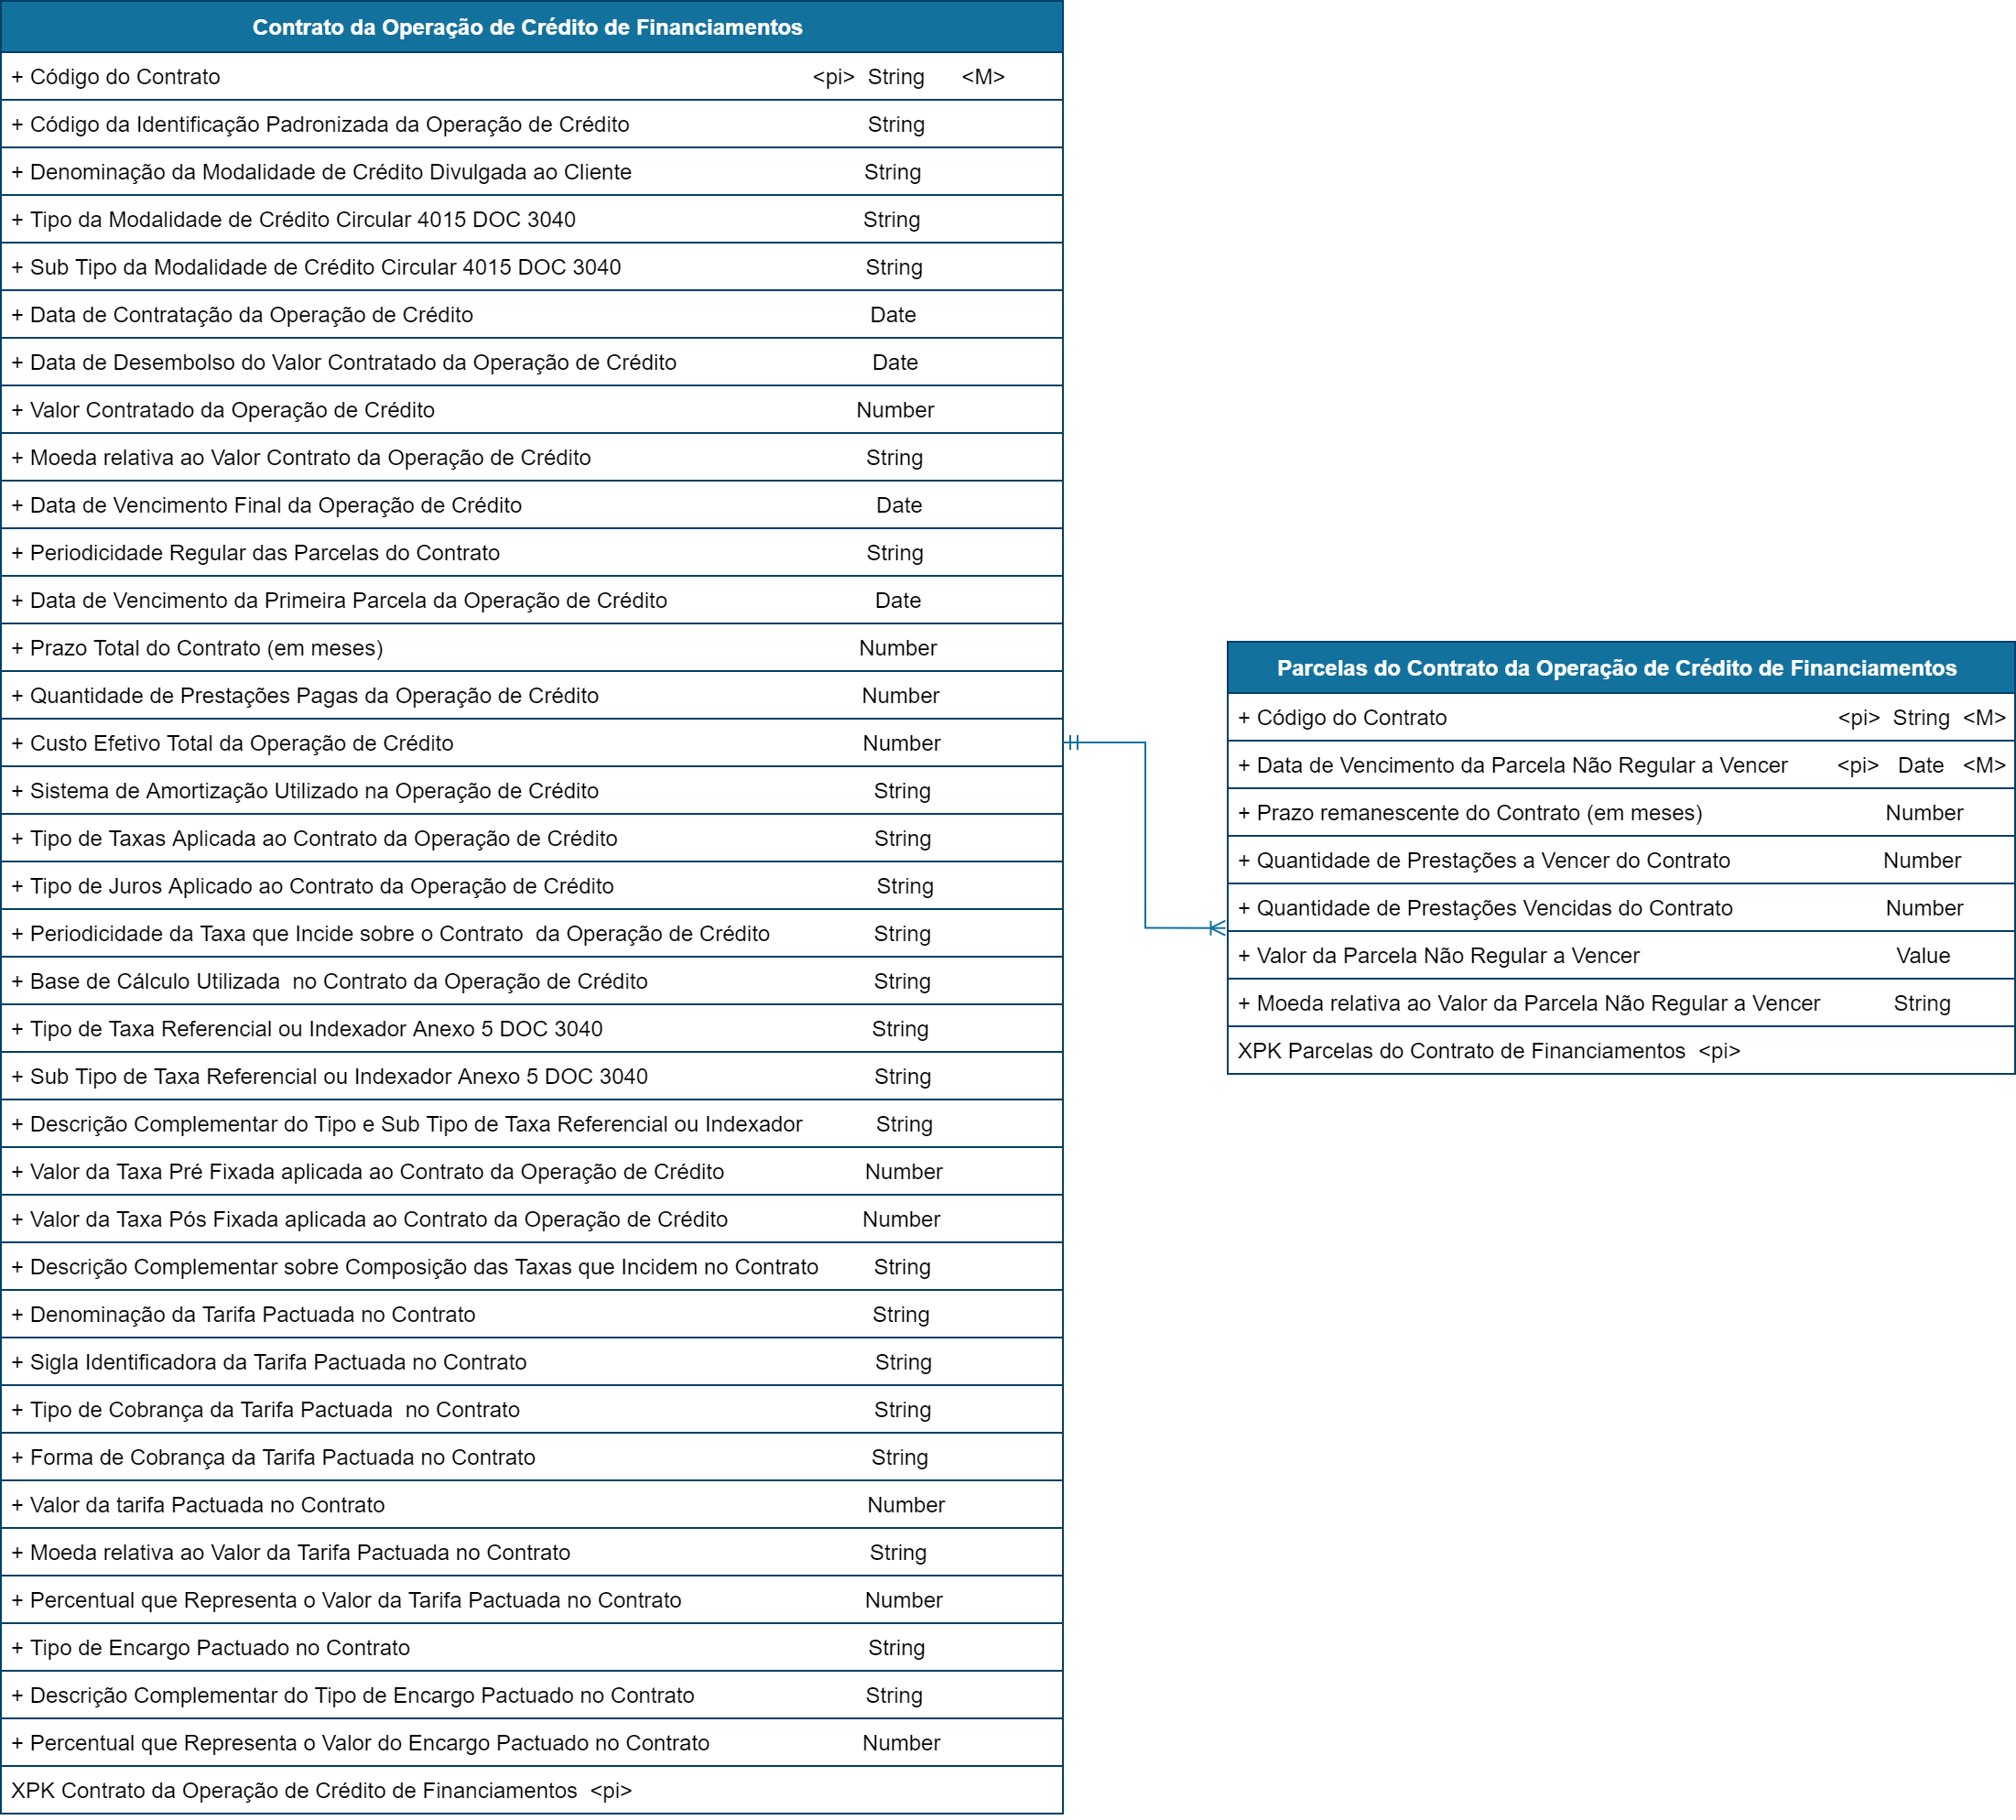 Contrato da Operação de Crédito de Financiamentos
+ Código do Contrato <pi> String <M>
+ Código da Identificação Padronizada da Operação de Crédito String
+ Denominação da Modalidade de Crédito Divulgada ao Cliente String
+ Tipo da Modalidade de Crédito Circular 4015 DOC 3040 String
+ Sub Tipo da Modalidade de Crédito Circular 4015 DOC 3040 String
+ Data de Contratação da Operação de Crédito Date
+ Data de Desembolso do Valor Contratado da Operação de Crédito Date
+ Valor Contratado da Operação de Crédito Number
+ Moeda relativa ao Valor Contrato da Operação de Crédito String
+ Data de Vencimento Final da Operação de Crédito Date
+ Periodicidade Regular das Parcelas do Contrato String
+ Data de Vencimento da Primeira Parcela da Operação de Crédito Date
+ Prazo Total do Contrato (em meses) Number
+ Quantidade de Prestações Pagas da Operação de Crédito Number
+ Custo Efetivo Total da Operação de Crédito Number
+ Sistema de Amortização Utilizado na Operação de Crédito String
+ Tipo de Taxas Aplicada ao Contrato da Operação de Crédito String
+ Tipo de Juros Aplicado ao Contrato da Operação de Crédito String
+ Periodicidade da Taxa que Incide sobre o Contrato da Operação de Crédito String
+ Base de Cálculo Utilizada no Contrato da Operação de Crédito String
+ Tipo de Taxa Referencial ou Indexador Anexo 5 DOC 3040 String
+ Sub Tipo de Taxa Referencial ou Indexador Anexo 5 DOC 3040 String
+ Descrição Complementar do Tipo e Sub Tipo de Taxa Referencial ou Indexador String
+ Valor da Taxa Pré Fixada aplicada ao Contrato da Operação de Crédito Number
+ Valor da Taxa Pós Fixada aplicada ao Contrato da Operação de Crédito Number
+ Descrição Complementar sobre Composição das Taxas que Incidem no Contrato String
+ Denominação da Tarifa Pactuada no Contrato String
+ Sigla Identificadora da Tarifa Pactuada no Contrato String
+ Tipo de Cobrança da Tarifa Pactuada no Contrato String
+ Forma de Cobrança da Tarifa Pactuada no Contrato String
+ Valor da tarifa Pactuada no Contrato Number
+ Moeda relativa ao Valor da Tarifa Pactuada no Contrato String
+ Percentual que Representa o Valor da Tarifa Pactuada no Contrato Number
+ Tipo de Encargo Pactuado no Contrato String
+ Descrição Complementar do Tipo de Encargo Pactuado no Contrato String
+ Percentual que Representa o Valor do Encargo Pactuado no Contrato Number
XPK Contrato da Operação de Crédito de Financiamentos <pi>
Parcelas do Contrato da Operação de Crédito de Financiamentos
+ Código do Contrato <pi> String <M>
+ Data de Vencimento da Parcela Não Regular a Vencer <pi> Date <M>
+ Prazo remanescente do Contrato (em meses) Number
+ Quantidade de Prestações a Vencer do Contrato Number
+ Quantidade de Prestações Vencidas do Contrato Number
+ Valor da Parcela Não Regular a Vencer Value
+ Moeda relativa ao Valor da Parcela Não Regular a Vencer String
XPK Parcelas do Contrato de Financiamentos <pi>